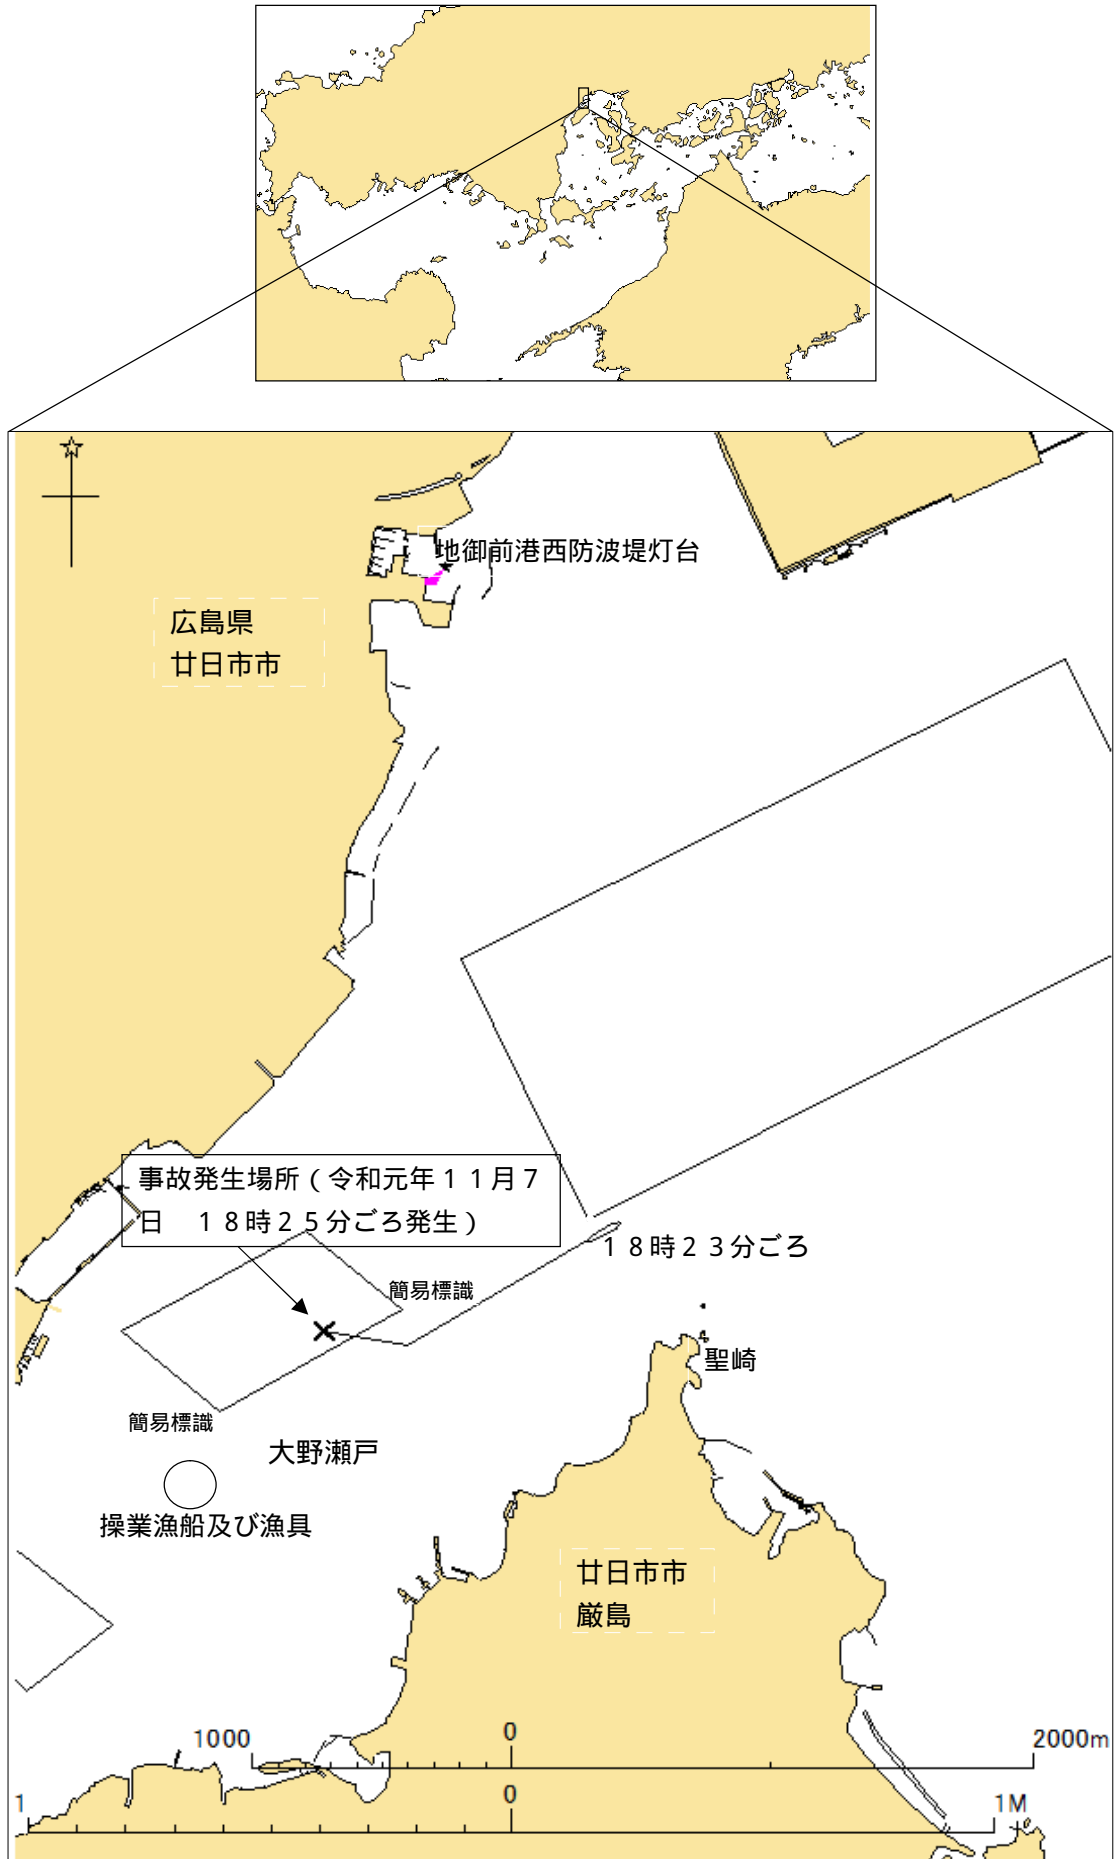 地御前港西防波堤灯台
広島県
廿日市市
事故発生場所（令和元年１１月７
日　１８時２５分ごろ発生）
１８時２３分ごろ
簡易標識
聖崎
簡易標識
大野瀬戸
操業漁船及び漁具
廿日市市
厳島
1000 0 2000m
1 0 1M